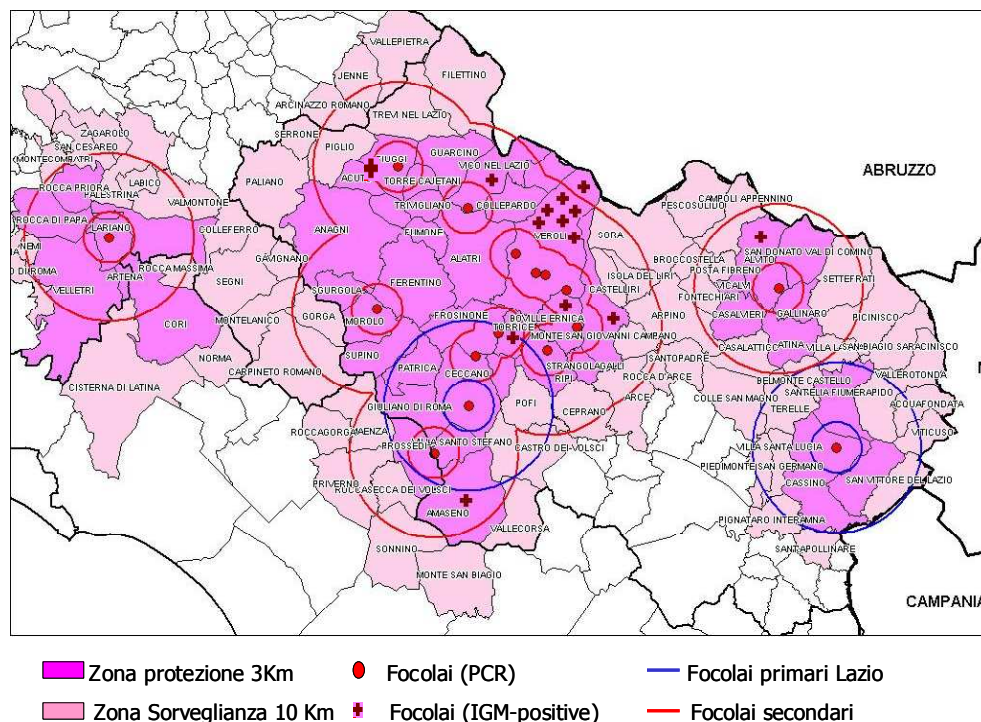 VALLEPIETRA
JENNE
FILETTINO
ARCINAZZO ROMANO
TREVI NEL LAZIO
ZAGAROLO
SAN CESAREO
SERRONE
PIGLIO
GUARCINO
MONTECOMPATRI
FIUGGI
VICO NEL LAZIO
ABRUZZO
ROCCA PRIORA
LABICO
PALIANO
ACUT
TORRE CAJETANI
CAMPOLI APPENNINO
PALESTRINA
VALMONTONE
PESCOSOLIDO
ROCCA DI PAPA
TRIVIGLIANO
COLLEPARDO
LARIANO
COLLEFERRO
ANAGNI
FUMONE
VEROLI
SORA
NEMI
ALATRI
BROCCOSTELLA
SAN DONATO VAL DI COMINO
ALVITO
O DI ROMA
ROCCA MASSIMA
GAVIGNANO
ISOLA DEL LIRI
POSTA FIBRENO
SETTEFRATI
ARTENA
SEGNI
FERENTINO
CASTELLIRI
VICALVI
VELLETRI
SGURGOLA
FONTECHIARI
GORGA
FROSINONE
BOVILLE ERNICA
ARPINO
CASALVIERI
GALLINARO
PICINISCO
CORI
MONTELANICO
MOROLO
TORRICE
MONTE SAN GIOVANNI CAMPANO
NORMA
SUPINO
CASALATTICO
ATINA
VILLA L
SAN BIAGIO SARACINISCO
CARPINETO ROMANO
PATRICA
CECCANO
STRANGOLAGALLI
SANTOPADRE
VALLEROTONDA
CISTERNA DI LATINA
RIPI
ROCCA D'ARCE
BELMONTE CASTELLO
SANT'ELIA FIUMERAPIDO
GIULIANO DI ROMA
POFI
ARCE
COLLE SAN MAGNO
TERELLE
ACQUAFONDATA
CEPRANO
ROCCAGORGA
MAENZA
VITICUSO
PROSSEDI
VILLA SANTO STEFANO
CASTRO DEI VOLSCI
VILLA SANTA LUCIA
PIEDIMONTE SAN GERMANO
PRIVERNO
ROCCASECCA DEI VOLSCI
CASSINO
SAN VITTORE DEL LAZIO
AMASENO
VALLECORSA
PIGNATARO INTERAMNA
SONNINO
SANT'APOLLINARE
MONTE SAN BIAGIO
CAMPANIA
Zona protezione 3Km
Focolai (PCR)
Focolai primari Lazio
Zona Sorveglianza 10 Km
Focolai (IGM-positive)
Focolai secondari